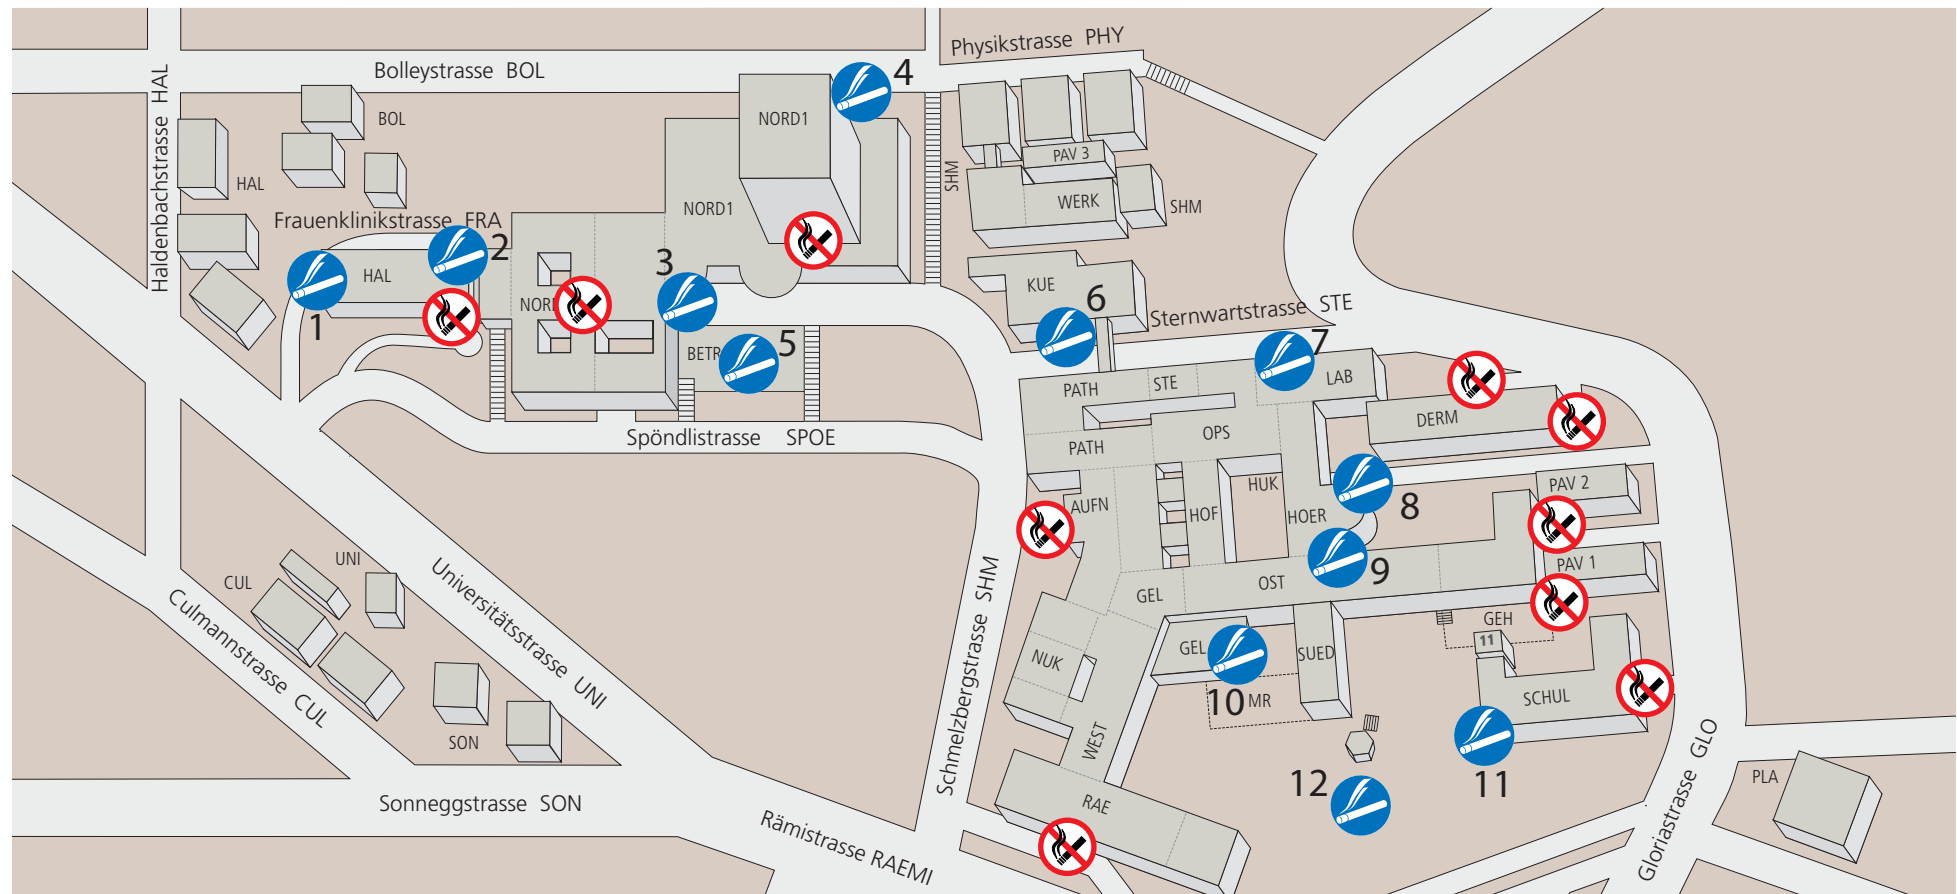 Physikstrasse PHY
Bolleystrasse BOL
4
Haldenbachstrasse HAL
BOL
NORD1
PAV 3
SHM
HAL
WERK
SHM
NORD1
Frauenklinikstrasse FRA
2
3
HAL
KUE
6
Sternwartstrasse STE
1
5
7
PATH
STE
LAB
OPS
DERM
Spöndlistrasse SPOE
PATH
HUK
PAV 2
AUFN
HOF
HOER
8
UNI
CUL
Universitätsstrasse UNI
Culmannstrasse CUL
GEL
OST
9
PAV 1
GEH
11
GEL
SUED
NUK
10
MR
SCHUL
Schmelzbergstrasse SHM
SON
WEST
12
11
Gloriastrasse GLO
PLA
Sonneggstrasse SON
RAE
Rämistrasse RAEMI